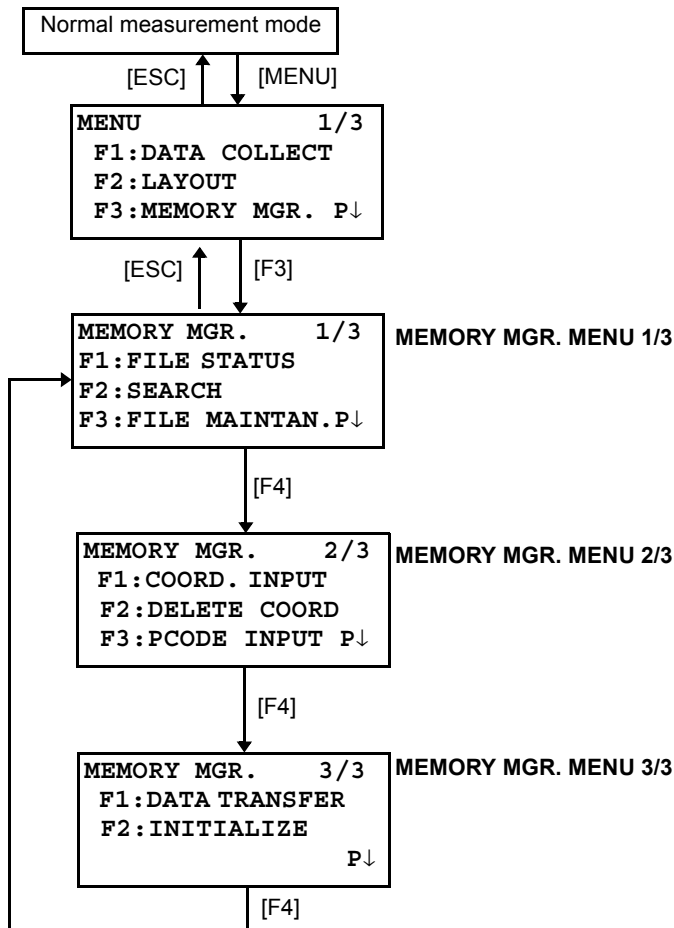 Normal measurement mode
[ESC] [MENU]
MENU 1/3
F1:DATA COLLECT
F2:LAYOUT
F3:MEMORY MGR. P↓
[ESC] [F3]
MEMORY MGR. 1/3
F1:FILE STATUS
F2:SEARCH
F3:FILE MAINTAN.P↓
MEMORY MGR. MENU 1/3
[F4]
MEMORY MGR. 2/3
F1:COORD. INPUT
F2:DELETE COORD
F3:PCODE INPUT P↓
MEMORY MGR. MENU 2/3
[F4]
MEMORY MGR. 3/3
F1:DATA TRANSFER
F2:INITIALIZE
P↓
MEMORY MGR. MENU 3/3
[F4]